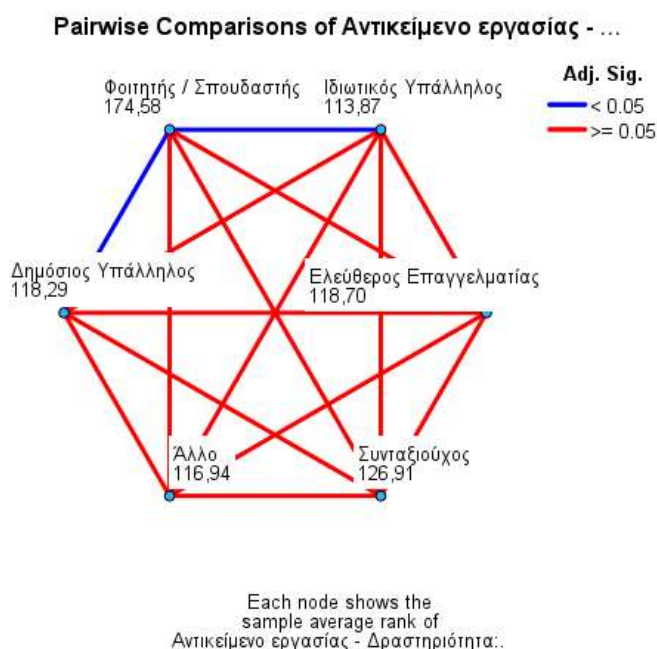 Pairwise Comparisons of Αντικείμενο εργασίας - ...
Adj. Sig.
< 0.05
>= 0.05
Φοιτητής / Σπουδαστής
174,58
Ιδιωτικός Υπάλληλος
113,87
Δημόσιος Υπάλληλος
118,29
Ελεύθερος Επαγγελματίας
118,70
Άλλο
116,94
Συνταξιούχος
126,91
Each node shows the
sample average rank of
Αντικείμενο εργασίας - Δραστηριότητα:.